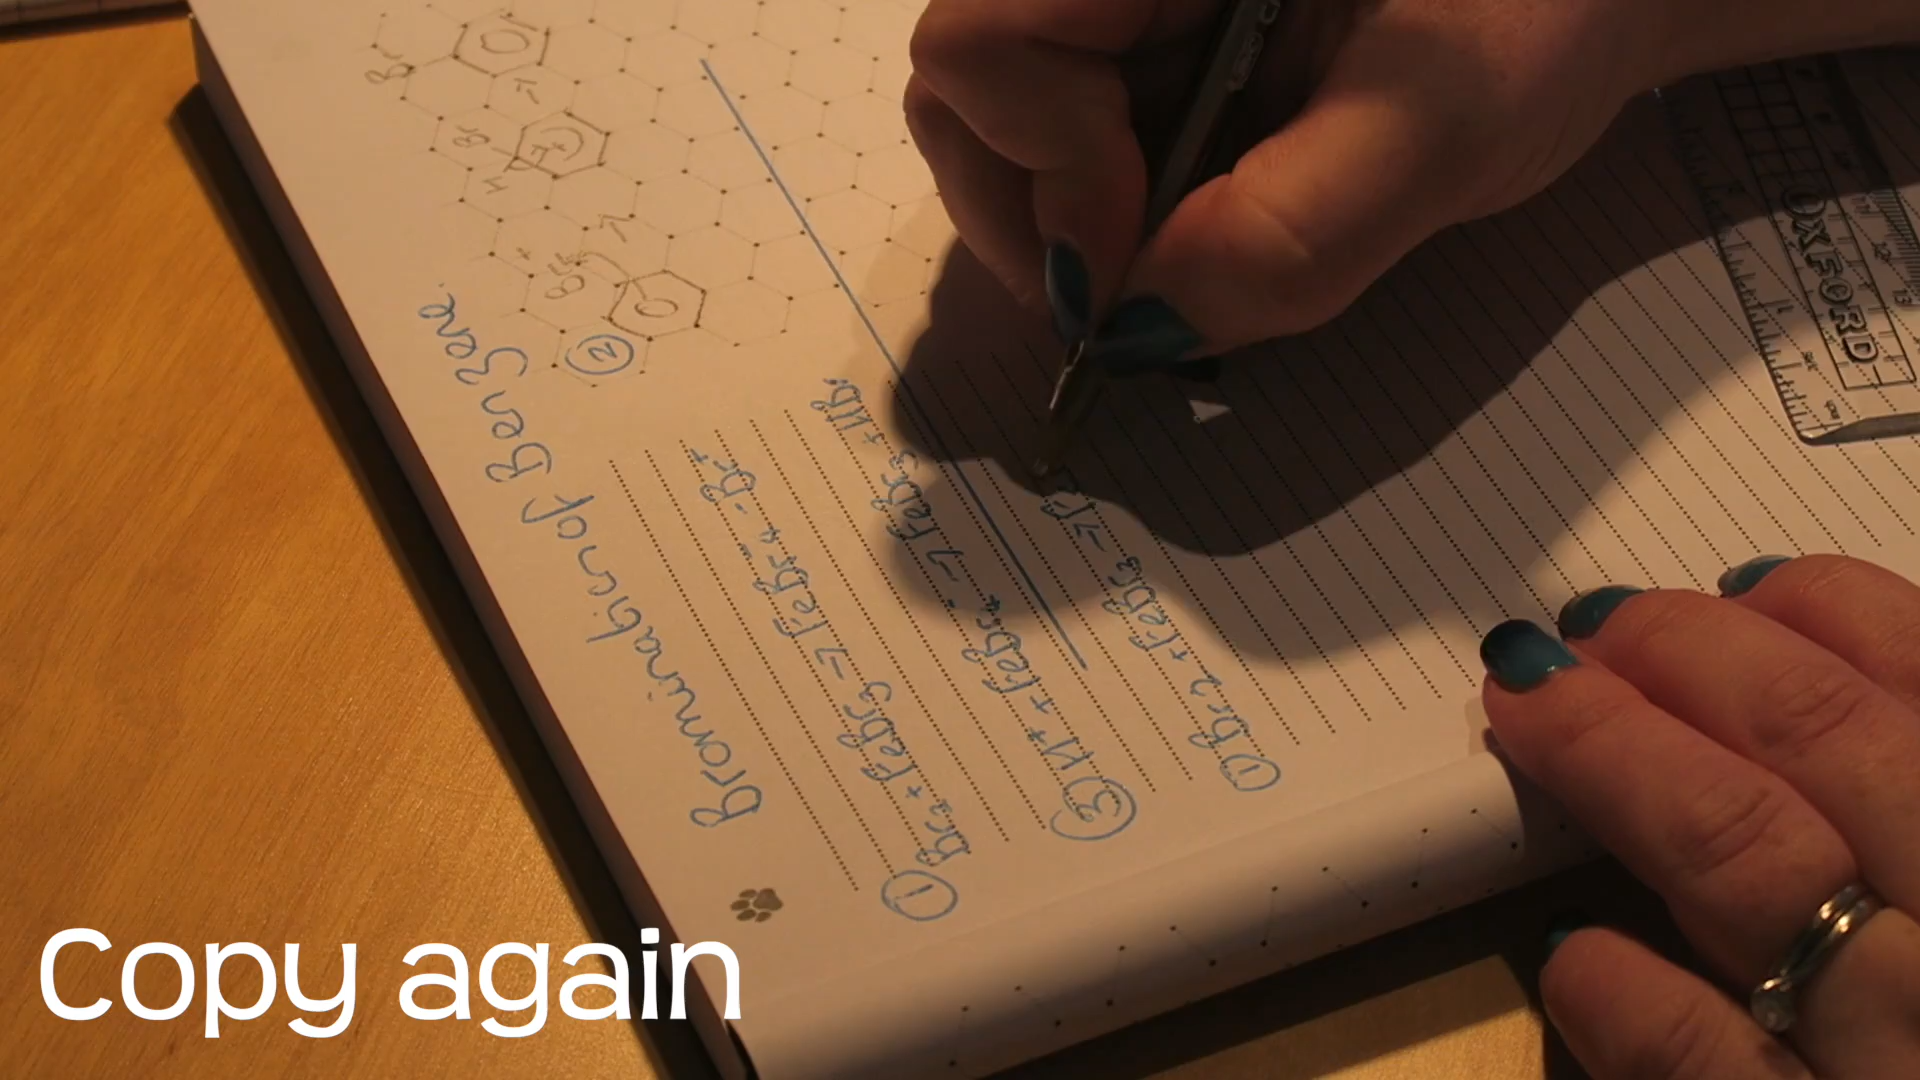 Bromination of Benzene.
① Br₂ + FeBr₃ → FeBr₄⁻ - Br⁺
②
Br⁺
+
Br
H
Br
③ H⁺ + FeBr₄⁻ → FeBr₃ + HBr
① Br2 + FeBr₃ → F
OXFORD
Copy again